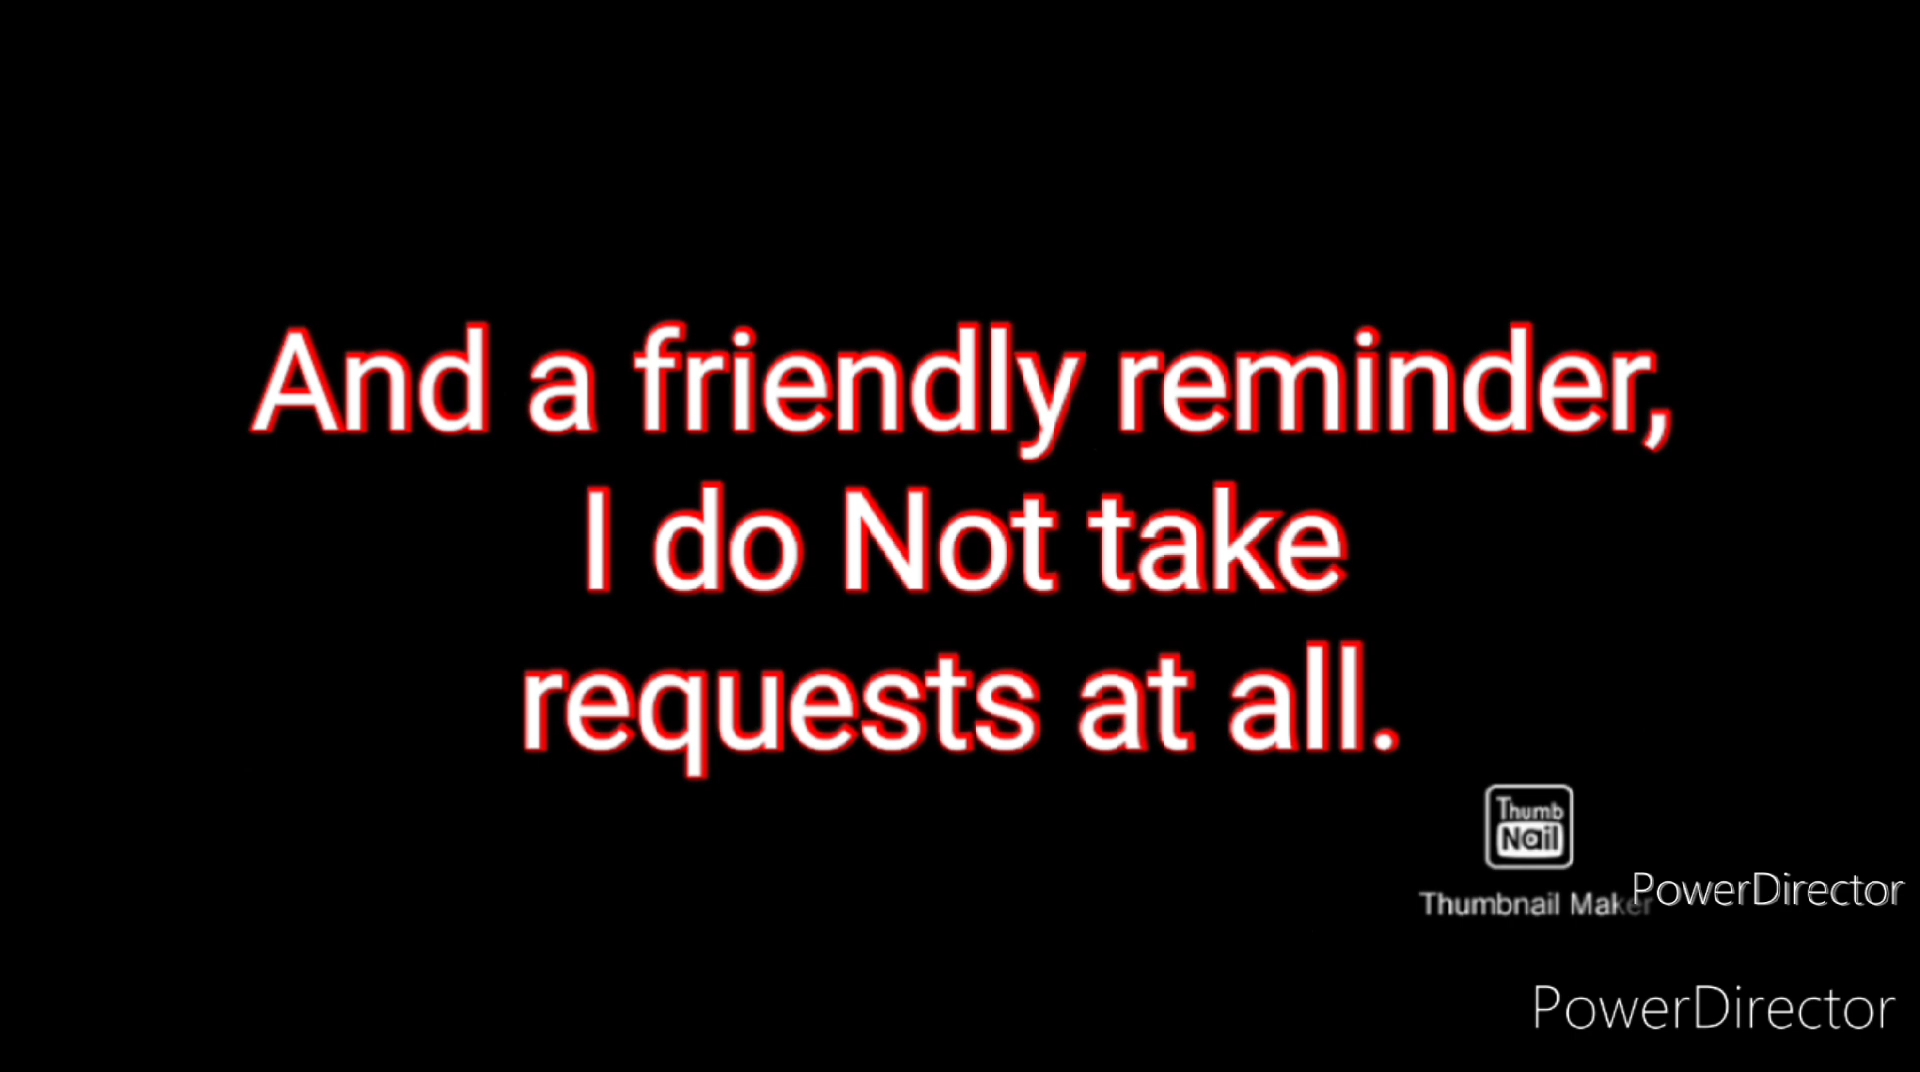 And a friendly reminder,
I do Not take
requests at all.
Thumb
Nail
Thumbnail Maker
PowerDirector
PowerDirector